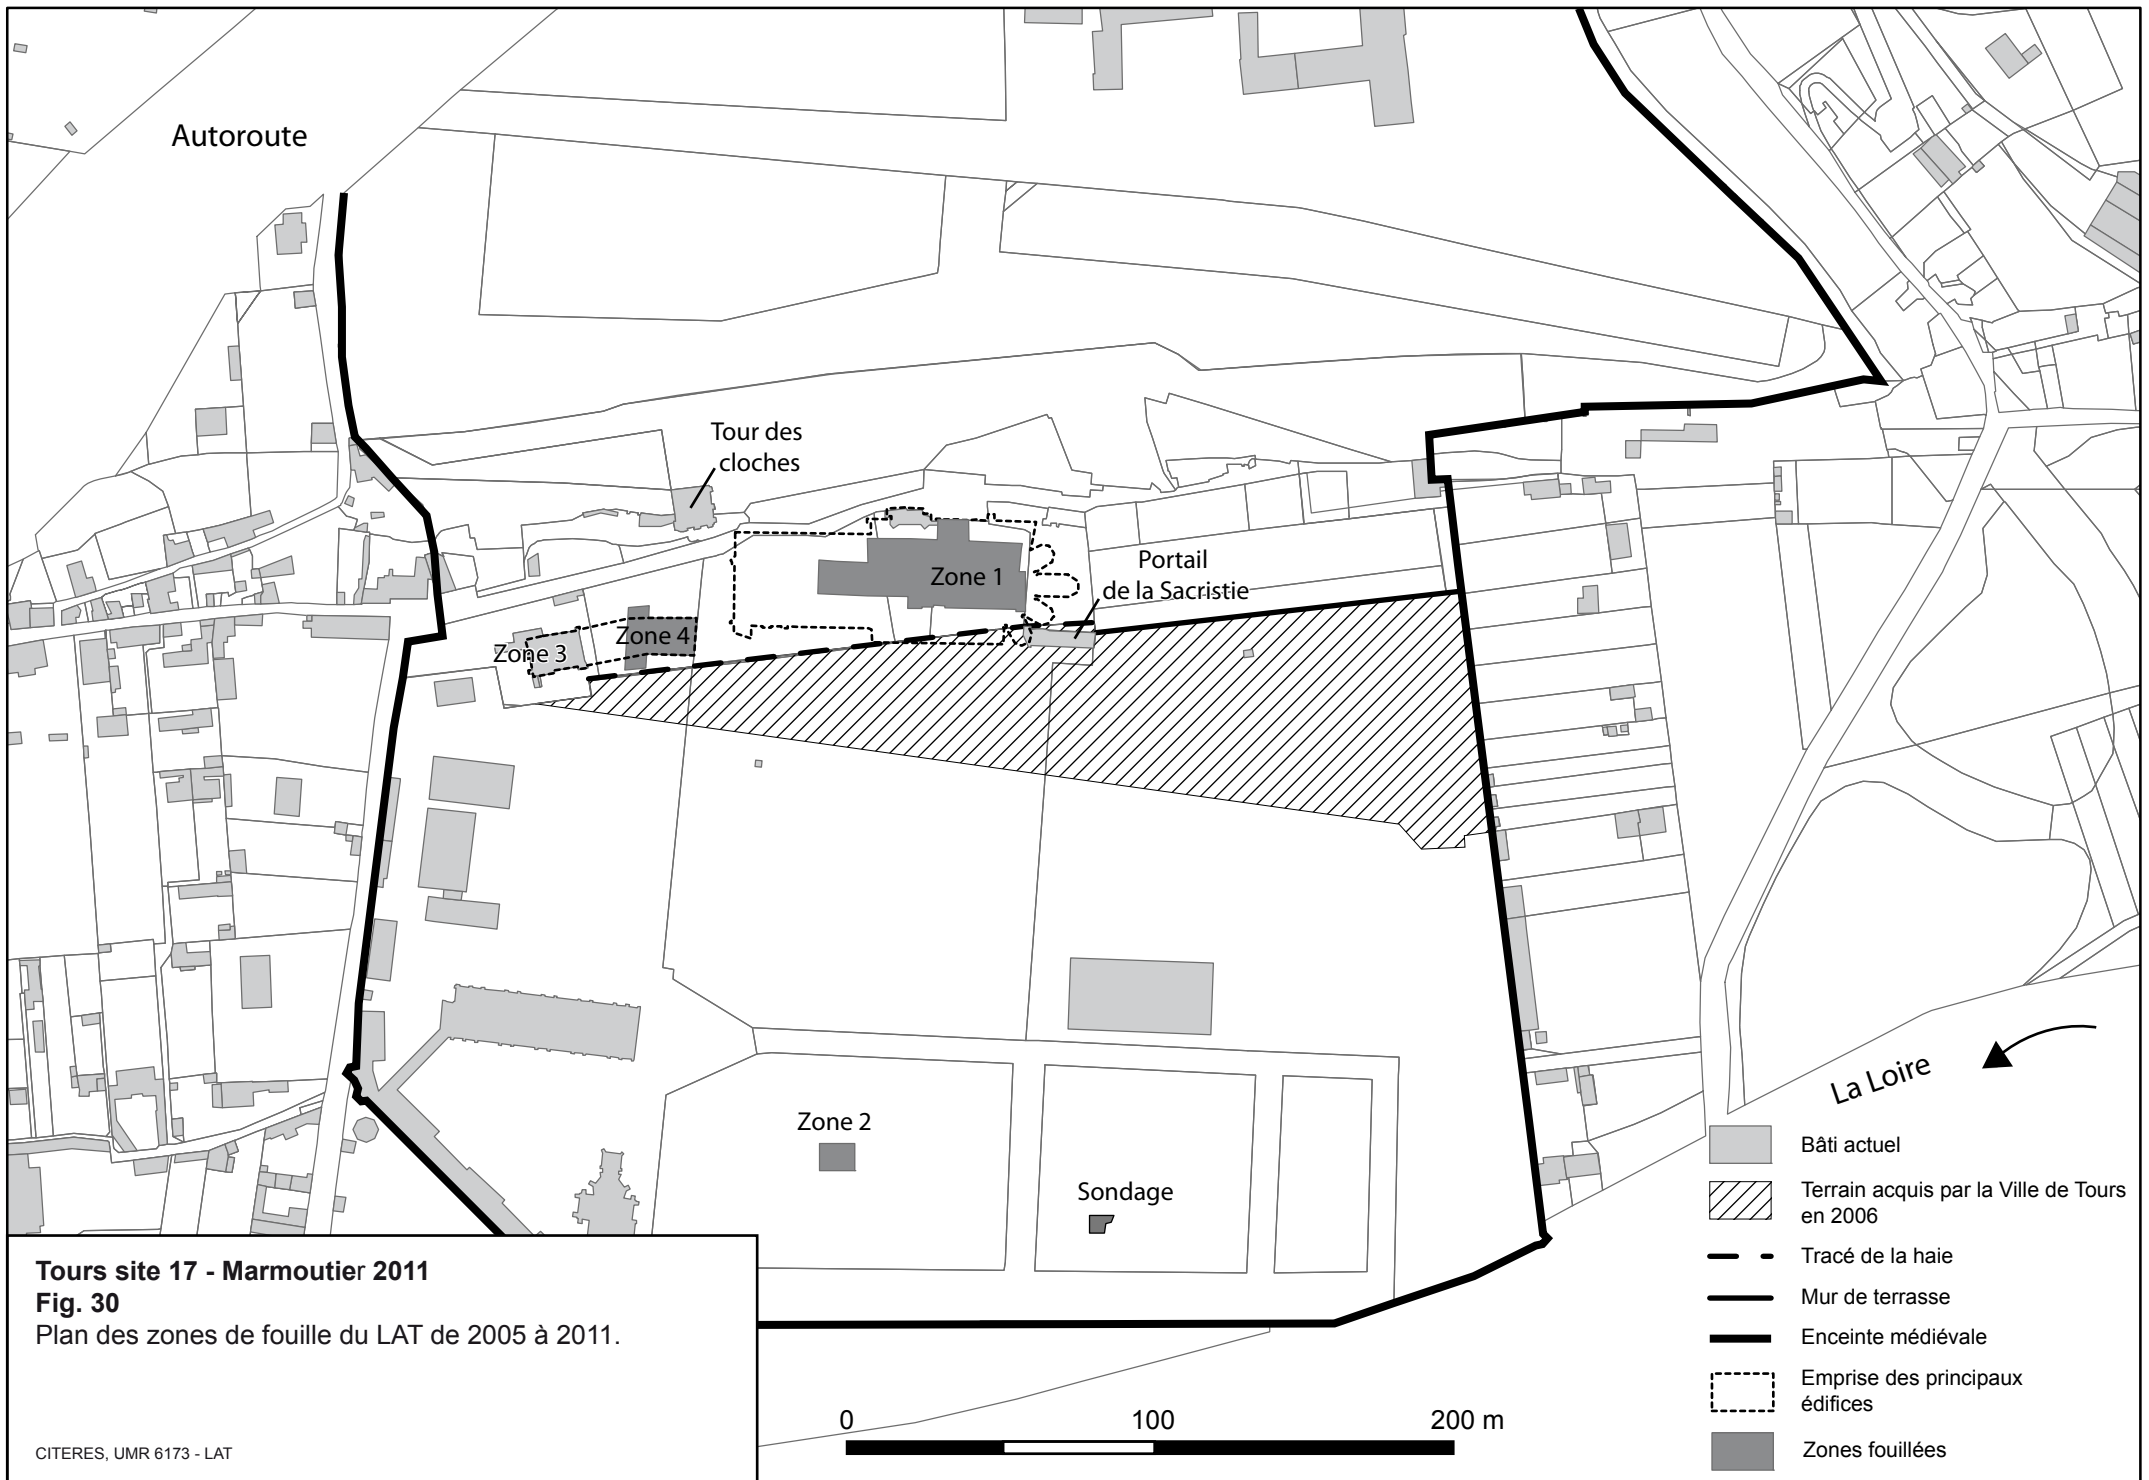 Autoroute
Tour des
cloches
Portail
de la Sacristie
Zone 1
Zone 4
Zone 3
La Loire
Zone 2
Sondage
Bâti actuel
Terrain acquis par la Ville de Tours
en 2006
Tracé de la haie
Mur de terrasse
Enceinte médiévale
Emprise des principaux
édifices
Zones fouillées
Tours site 17 - Marmoutier 2011
Fig. 30
Plan des zones de fouille du LAT de 2005 à 2011.
CITERES, UMR 6173 - LAT
0 100 200 m